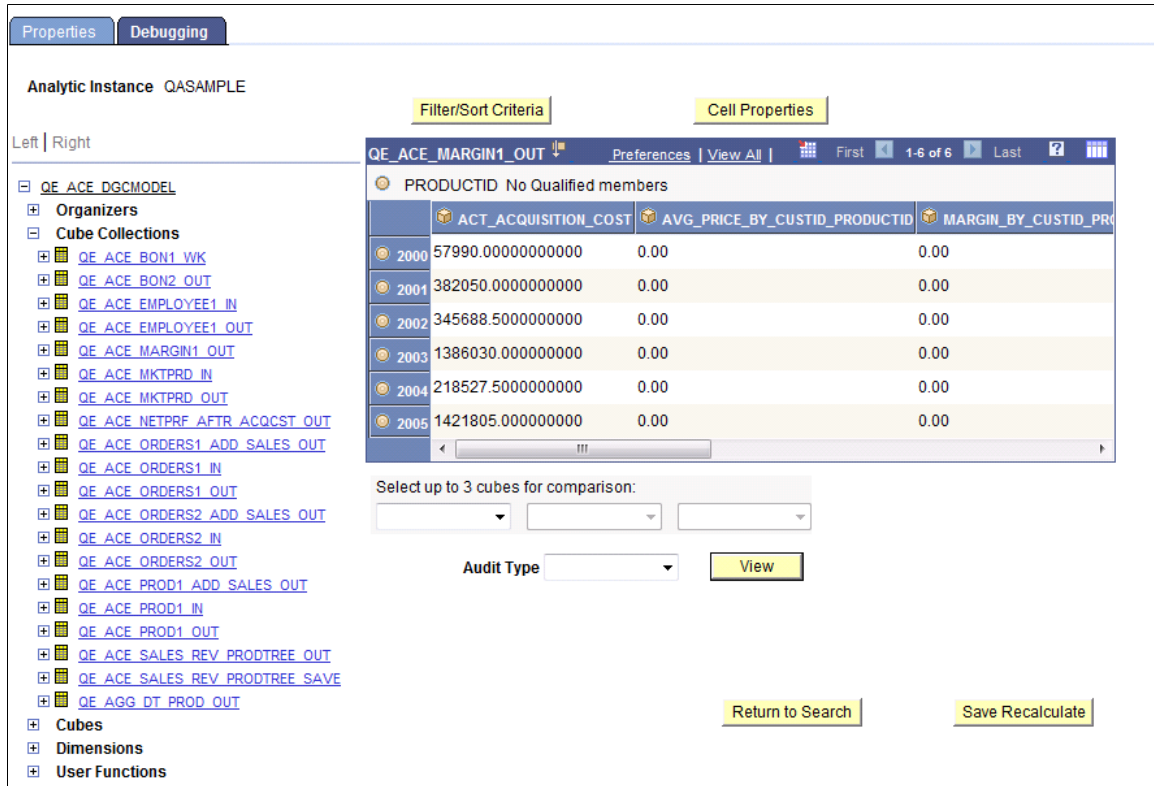 Properties
Debugging
Analytic Instance QASAMPLE
Filter/Sort Criteria
Cell Properties
Left | Right
QE_ACE_DGCMODEL
Organizers
Cube Collections
QE_ACE_BON1_WK
QE_ACE_BON2_OUT
QE_ACE_EMPLOYEE1_IN
QE_ACE_EMPLOYEE1_OUT
QE_ACE_MARGIN1_OUT
QE_ACE_MKTPRD_IN
QE_ACE_MKTPRD_OUT
QE_ACE_NETPRF_AFTR_ACQCST_OUT
QE_ACE_ORDERS1_ADD_SALES_OUT
QE_ACE_ORDERS1_IN
QE_ACE_ORDERS1_OUT
QE_ACE_ORDERS2_ADD_SALES_OUT
QE_ACE_ORDERS2_IN
QE_ACE_ORDERS2_OUT
QE_ACE_PROD1_ADD_SALES_OUT
QE_ACE_PROD1_IN
QE_ACE_PROD1_OUT
QE_ACE_SALES_REV_PRODTREE_OUT
QE_ACE_SALES_REV_PRODTREE_SAVE
QE_AGG_DT_PROD_OUT
Cubes
Dimensions
User Functions
QE_ACE_MARGIN1_OUT Preferences | View All | First 1-6 of 6 Last ?
PRODUCTID No Qualified members
ACT_ACQUISITION_COST AVG_PRICE_BY_CUSTID_PRODUCTID MARGIN_BY_CUSTID_PRO
2000 57990.00000000000 0.00 0.00
2001 382050.0000000000 0.00 0.00
2002 345688.5000000000 0.00 0.00
2003 1386030.000000000 0.00 0.00
2004 218527.5000000000 0.00 0.00
2005 1421805.000000000 0.00 0.00
Select up to 3 cubes for comparison:
Audit Type
View
Return to Search
Save Recalculate